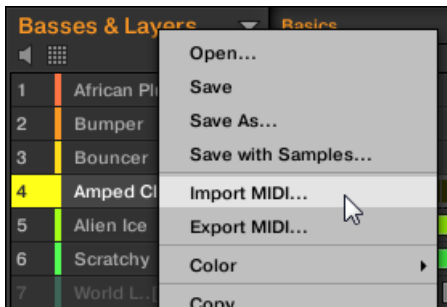 Basses & Layers
Basics
1 African Pl
2 Bumper
3 Bouncer
4 Amped Cl
5 Alien Ice
6 Scratchy
7 World L..[
Open...
Save
Save As...
Save with Samples...
Import MIDI...
Export MIDI...
Color
Copy